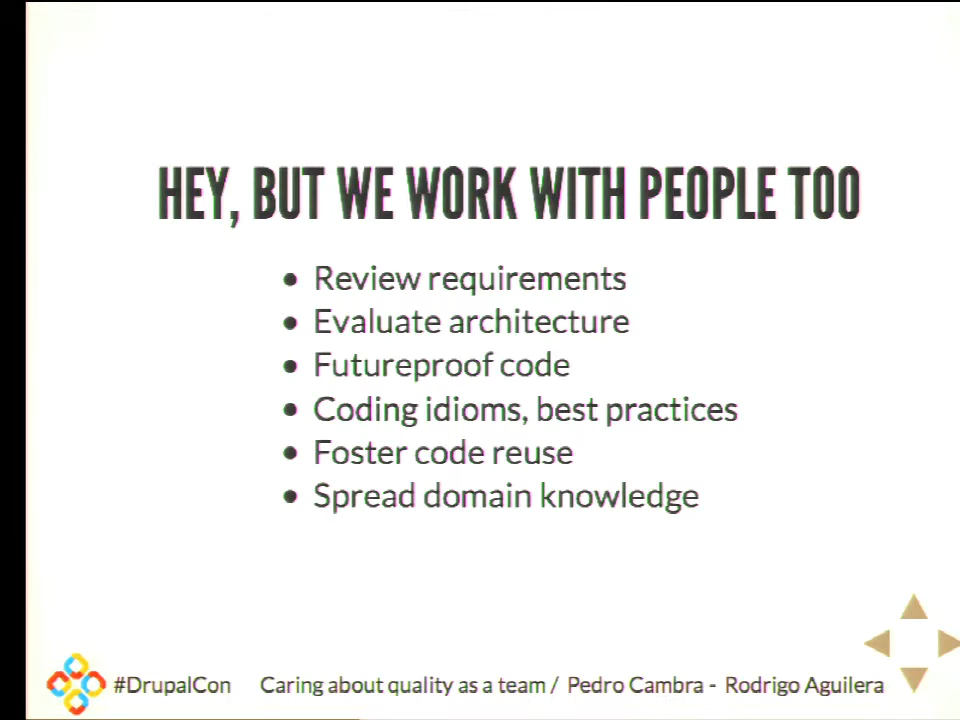 HEY, BUT WE WORK WITH PEOPLE TOO
• Review requirements
• Evaluate architecture
• Futureproof code
• Coding idioms, best practices
• Foster code reuse
• Spread domain knowledge
#DrupalCon Caring about quality as a team / Pedro Cambra - Rodrigo Aguilera